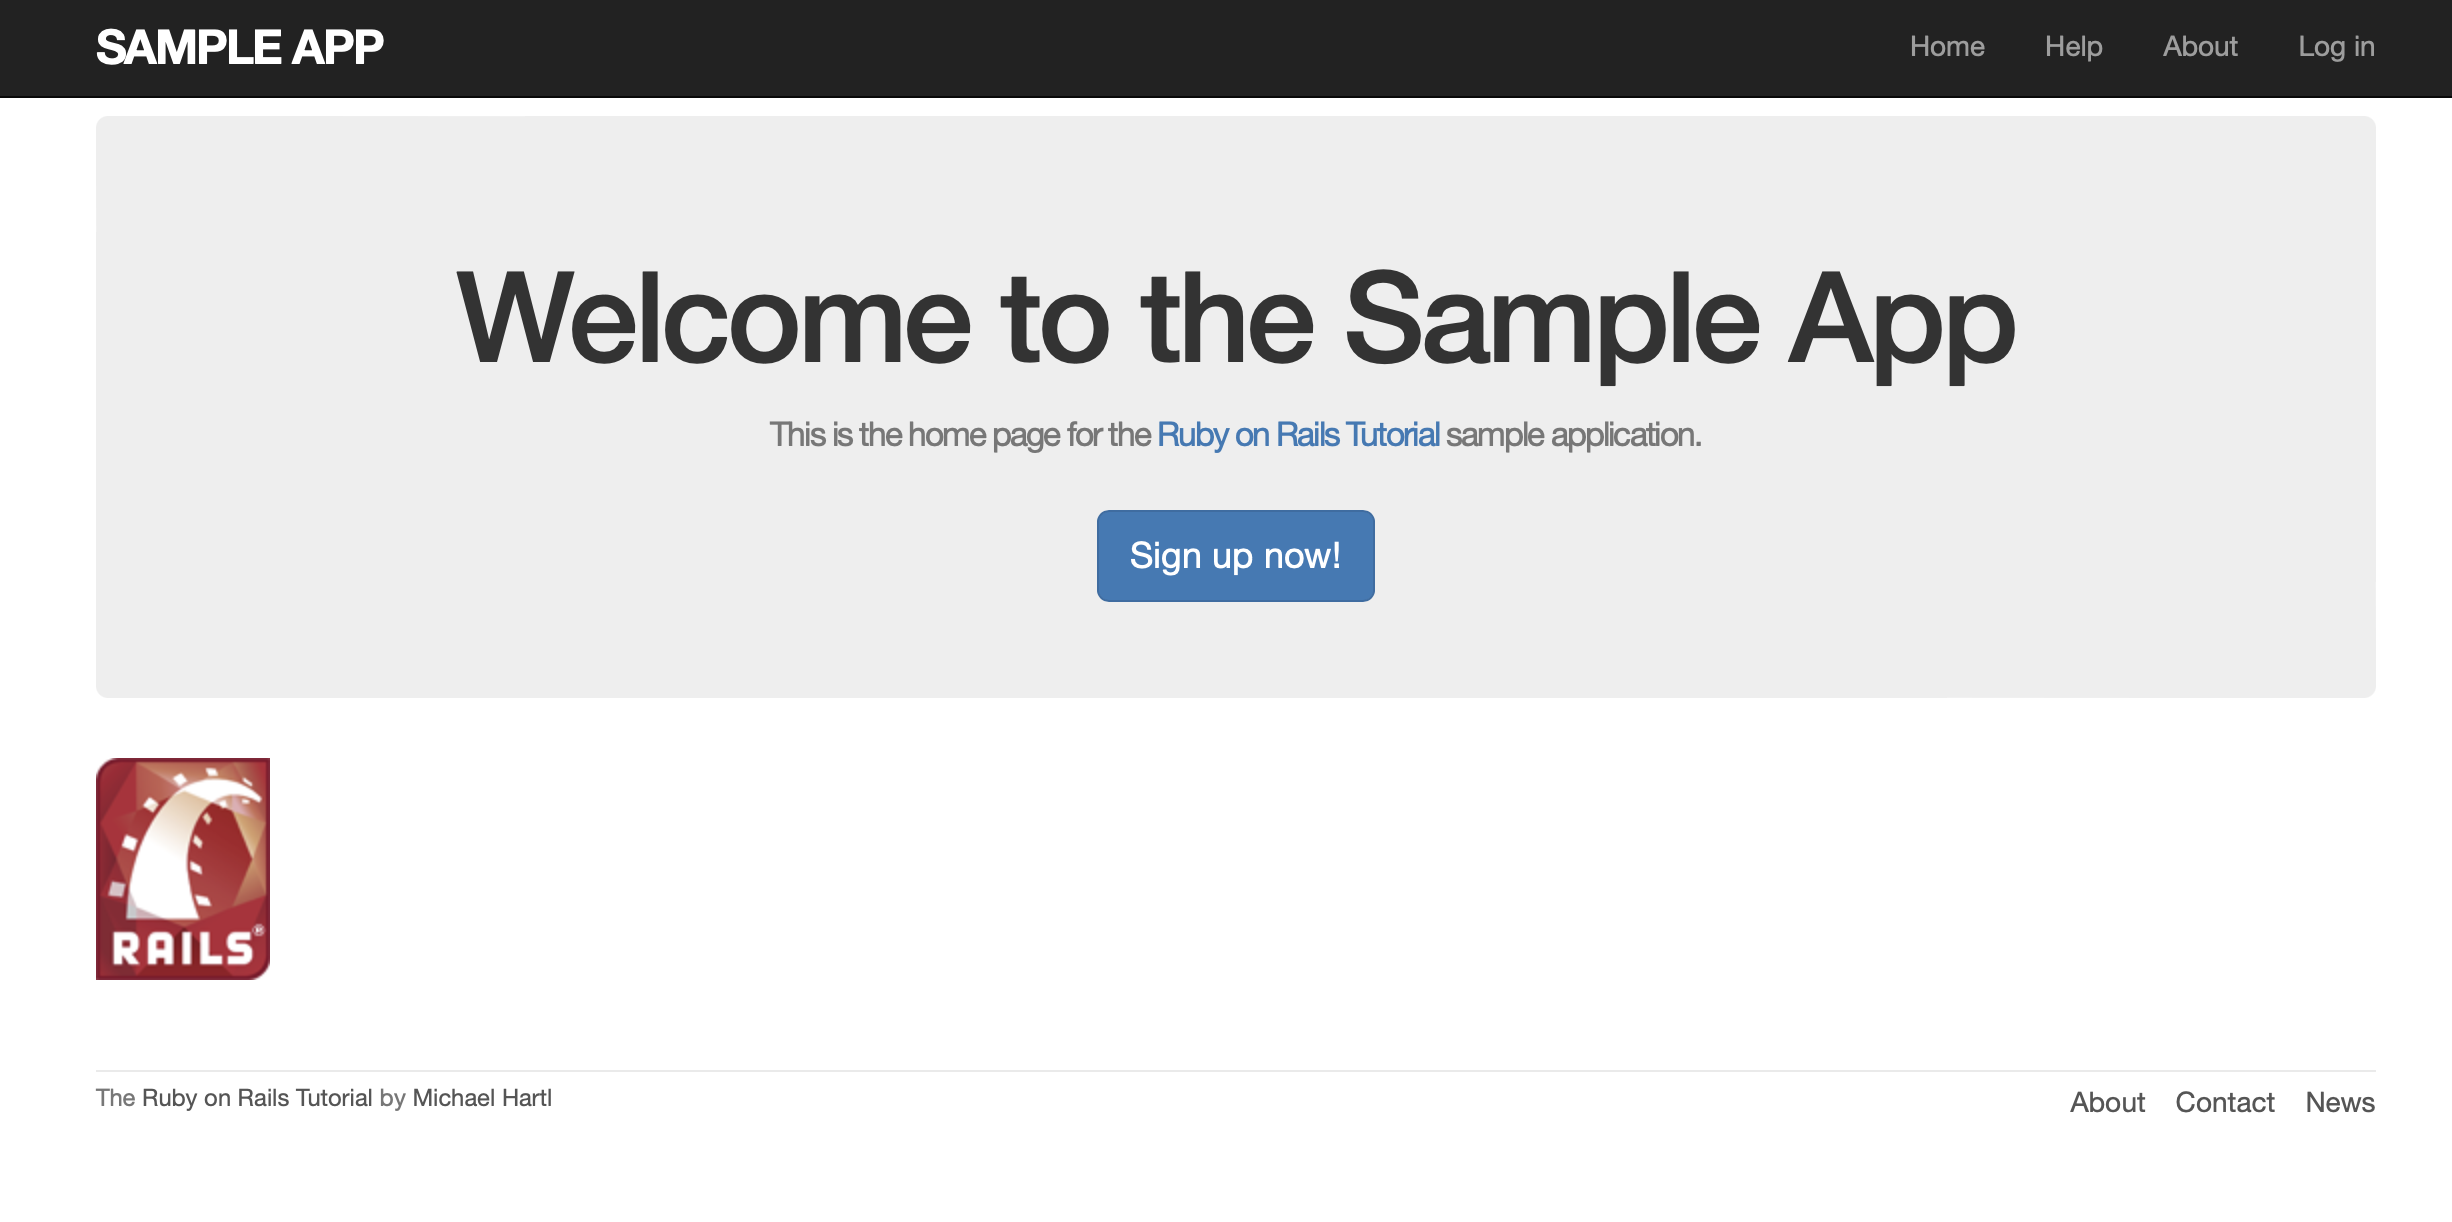 SAMPLE APP Home Help About Log in
Welcome to the Sample App
This is the home page for the Ruby on Rails Tutorial sample application.
Sign up now!
RAILS®
The Ruby on Rails Tutorial by Michael Hartl About Contact News